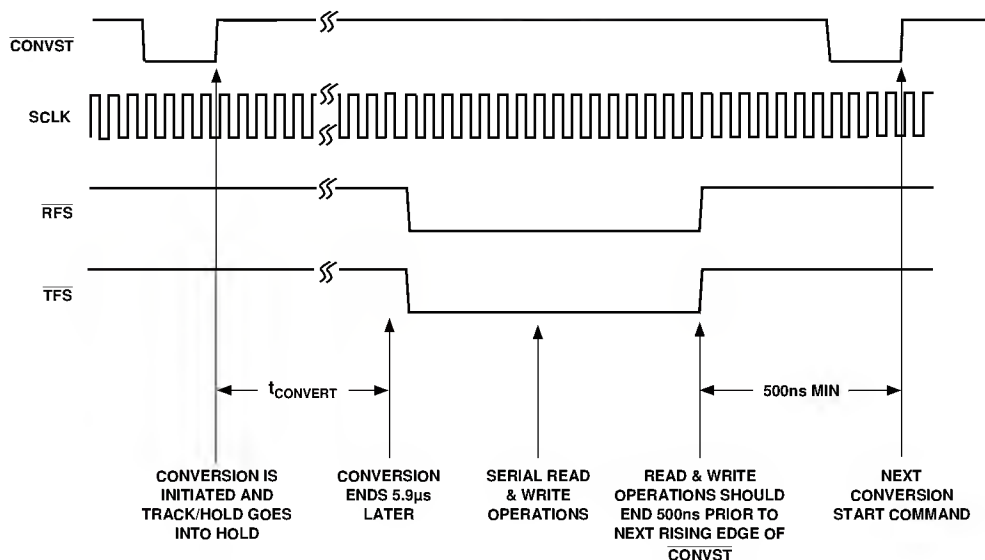 CONVST
SCLK
RFS
TFS
tCONVERT
500ns MIN
CONVERSION IS
INITIATED AND
TRACK/HOLD GOES
INTO HOLD
CONVERSION
ENDS 5.9µs
LATER
SERIAL READ
& WRITE
OPERATIONS
READ & WRITE
OPERATIONS SHOULD
END 500ns PRIOR TO
NEXT RISING EDGE OF
CONVST
NEXT
CONVERSION
START COMMAND